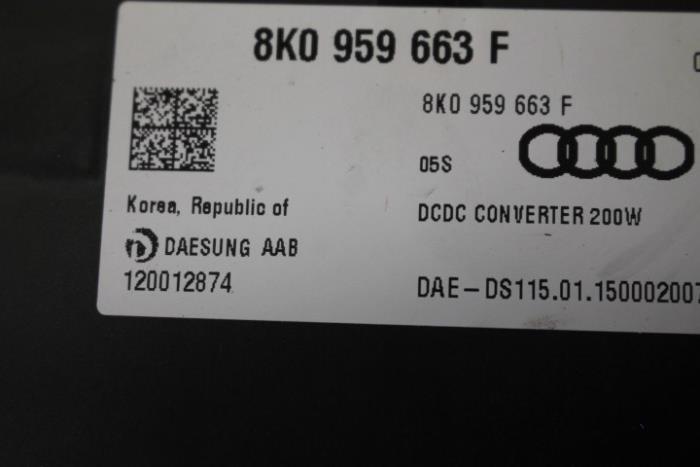 8K0 959 663 F
8K0 959 663 F
05S
Korea, Republic of
DCDC CONVERTER 200W
DAESUNG AAB
120012874
DAE-DS115.01.150002007